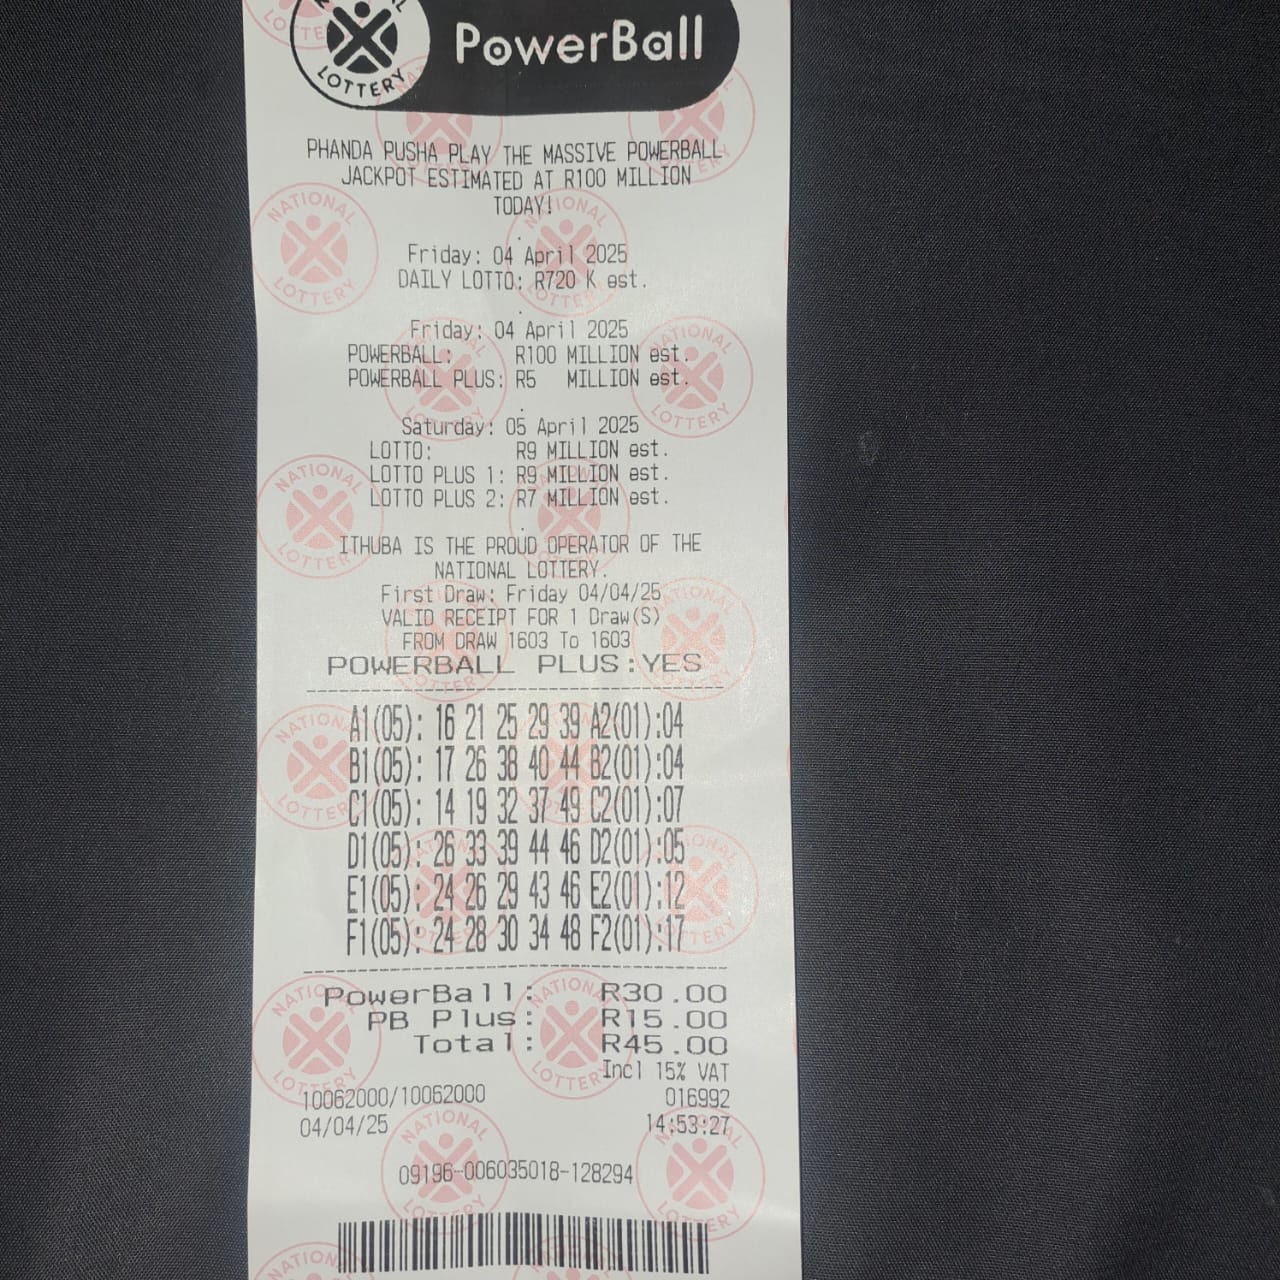 NATIONAL
LOTTERY
PowerBall
PHANDA PUSHA PLAY THE MASSIVE POWERBALL
JACKPOT ESTIMATED AT R100 MILLION
TODAY!
.
Friday: 04 April 2025
DAILY LOTTO: R720 K est.
.
Friday: 04 April 2025
POWERBALL: R100 MILLION est.
POWERBALL PLUS: R5 MILLION est.
.
Saturday: 05 April 2025
LOTTO: R9 MILLION est.
LOTTO PLUS 1: R9 MILLION est.
LOTTO PLUS 2: R7 MILLION est.
.
ITHUBA IS THE PROUD OPERATOR OF THE
NATIONAL LOTTERY.
First Draw: Friday 04/04/25
VALID RECEIPT FOR 1 Draw(S)
FROM DRAW 1603 To 1603
POWERBALL PLUS:YES
A1(05): 16 21 25 29 39 A2(01):04
B1(05): 17 26 38 40 44 B2(01):04
C1(05): 14 19 32 37 49 C2(01):07
D1(05): 26 33 39 44 46 D2(01):05
E1(05): 24 26 29 43 46 E2(01):12
F1(05): 24 28 30 34 48 F2(01):17
PowerBall: R30.00
PB Plus: R15.00
Total: R45.00
Incl 15% VAT
10062000/10062000 016992
04/04/25 14:53:27
09196-006035018-128294